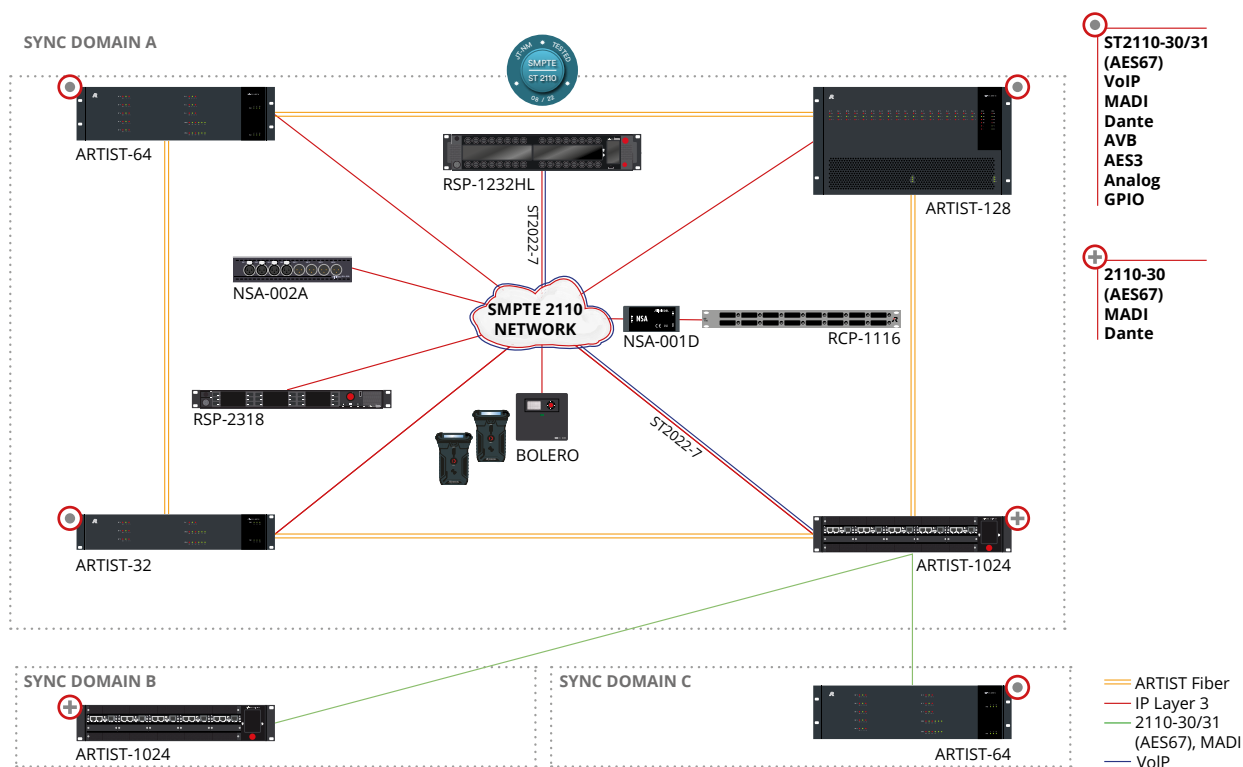 SYNC DOMAIN A
JT-NM TESTED
SMPTE
ST 2110
08 / 22
ST2110-30/31
(AES67)
VoIP
MADI
Dante
AVB
AES3
Analog
GPIO
ARTIST-64
RSP-1232HL
ARTIST-128
ST2022-7
2110-30
(AES67)
MADI
Dante
NSA-002A
SMPTE 2110
NETWORK
NSA
NSA-001D
RCP-1116
RSP-2318
BOLERO
ST2022-7
ARTIST-32
ARTIST-1024
SYNC DOMAIN B
ARTIST-1024
SYNC DOMAIN C
ARTIST-64
ARTIST Fiber
IP Layer 3
2110-30/31
(AES67), MADI
VoIP